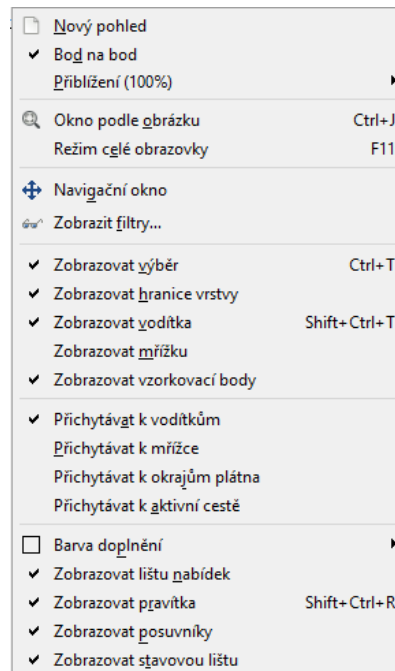 Nový pohled
Bod na bod
Přiblížení (100%)
Okno podle obrázku Ctrl+J
Režim celé obrazovky F11
Navigační okno
Zobrazit filtry...
Zobrazovat výběr Ctrl+T
Zobrazovat hranice vrstvy
Zobrazovat vodítka Shift+Ctrl+T
Zobrazovat mřížku
Zobrazovat vzorkovací body
Přichytávat k vodítkům
Přichytávat k mřížce
Přichytávat k okrajům plátna
Přichytávat k aktivní cestě
Barva doplnění
Zobrazovat lištu nabídek
Zobrazovat pravítka Shift+Ctrl+R
Zobrazovat posuvníky
Zobrazovat stavovou lištu